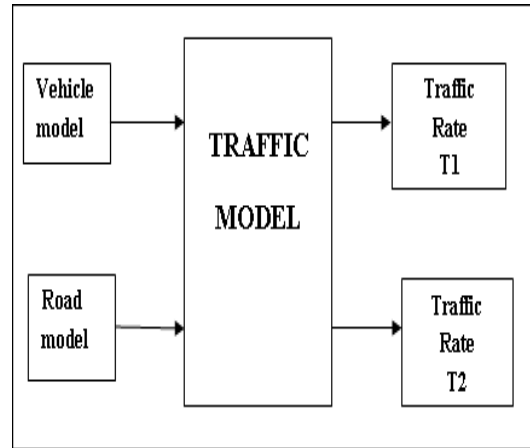 Vehicle
model
Road
model
TRAFFIC
MODEL
Traffic
Rate
T1
Traffic
Rate
T2